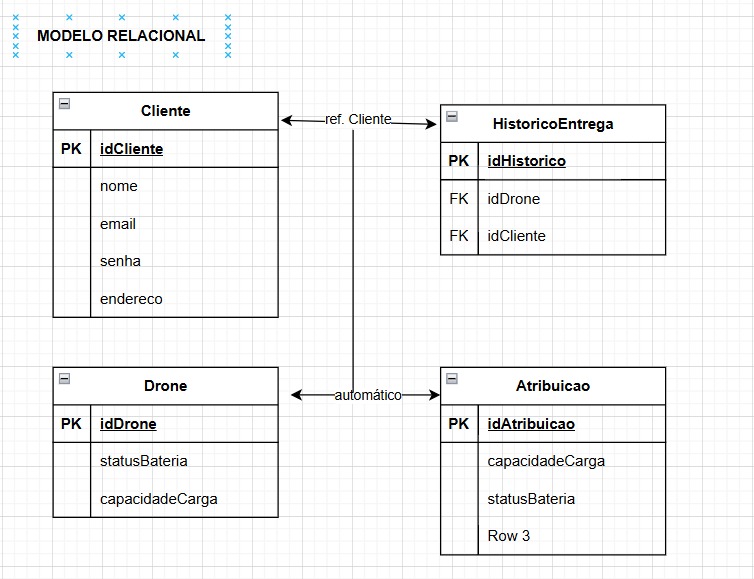 MODELO RELACIONAL
Cliente
PK idCliente
nome
email
senha
endereco
ref. Cliente
HistoricoEntrega
PK idHistorico
FK idDrone
FK idCliente
Drone
PK idDrone
statusBateria
capacidadeCarga
automático
Atribuicao
PK idAtribuicao
capacidadeCarga
statusBateria
Row 3